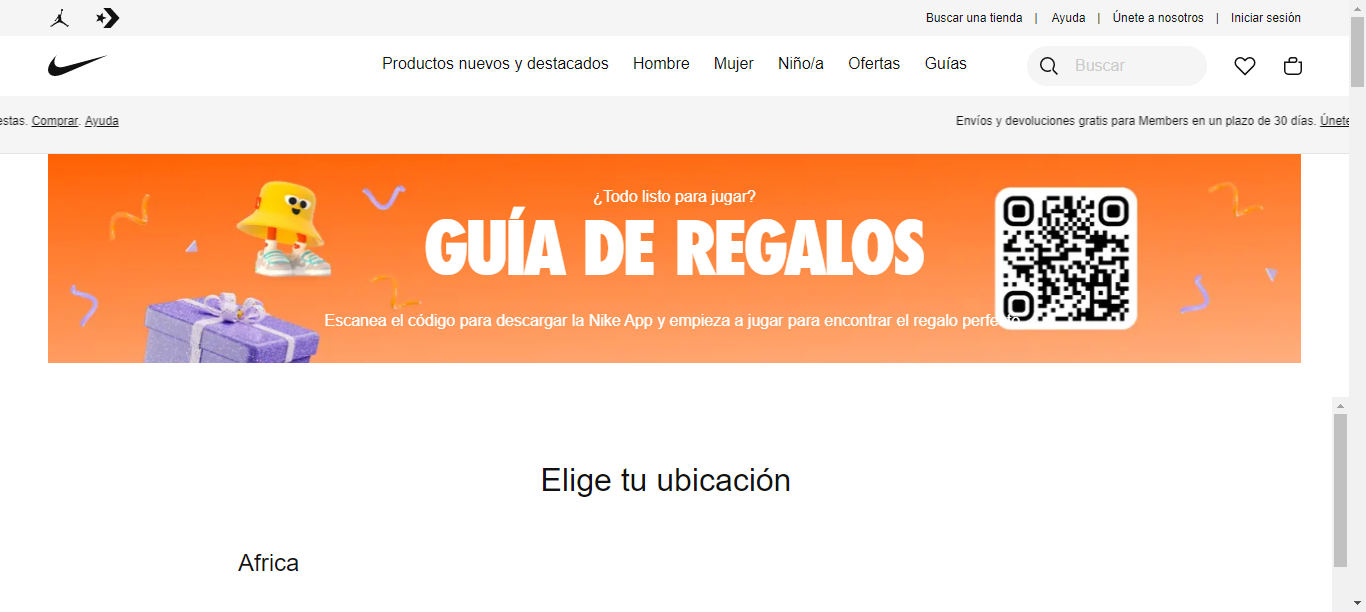 Buscar una tienda | Ayuda | Únete a nosotros | Iniciar sesión
Productos nuevos y destacados Hombre Mujer Niño/a Ofertas Guías Buscar
estas. Comprar. Ayuda
Envíos y devoluciones gratis para Members en un plazo de 30 días. Únete
¿Todo listo para jugar?
GUÍA DE REGALOS
Escanea el código para descargar la Nike App y empieza a jugar para encontrar el regalo perfecto
Elige tu ubicación
Africa